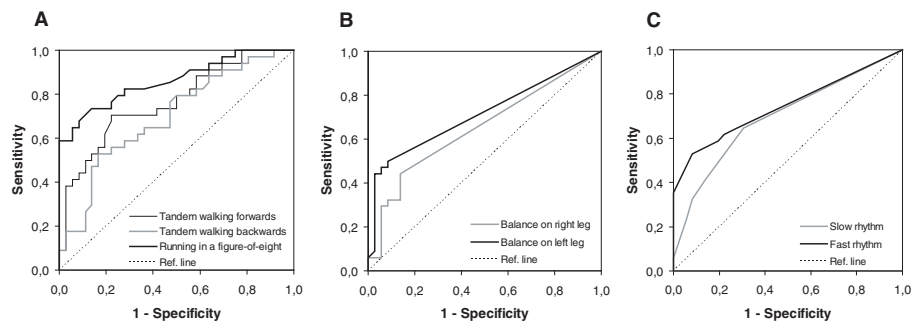 A
Sensitivity
1,0
0,8
0,6
0,4
0,2
0,0
Tandem walking forwards
Tandem walking backwards
Running in a figure-of-eight
Ref. line
0,0 0,2 0,4 0,6 0,8 1,0
1 - Specificity
B
Sensitivity
1,0
0,8
0,6
0,4
0,2
0,0
Balance on right leg
Balance on left leg
Ref. line
0,0 0,2 0,4 0,6 0,8 1,0
1 - Specificity
C
Sensitivity
1,0
0,8
0,6
0,4
0,2
0,0
Slow rhythm
Fast rhythm
Ref. line
0,0 0,2 0,4 0,6 0,8 1,0
1 - Specificity